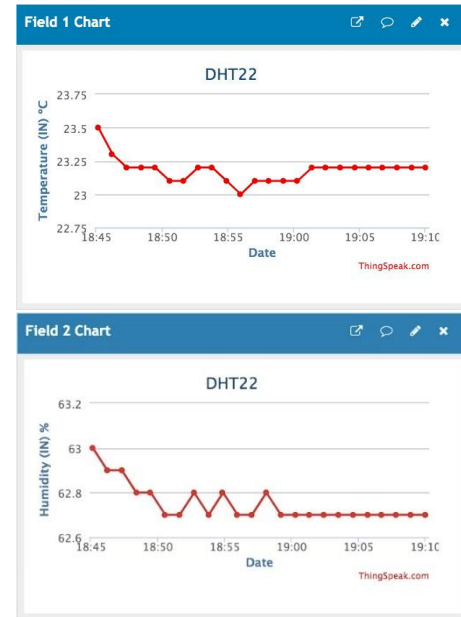 Field 1 Chart
DHT22
Temperature (IN) °C
23.75
23.5
23.25
23
22.75
18:45 18:50 18:55 19:00 19:05 19:10
Date
ThingSpeak.com
Field 2 Chart
DHT22
Humidity (IN) %
63.2
63
62.8
62.6
18:45 18:50 18:55 19:00 19:05 19:10
Date
ThingSpeak.com